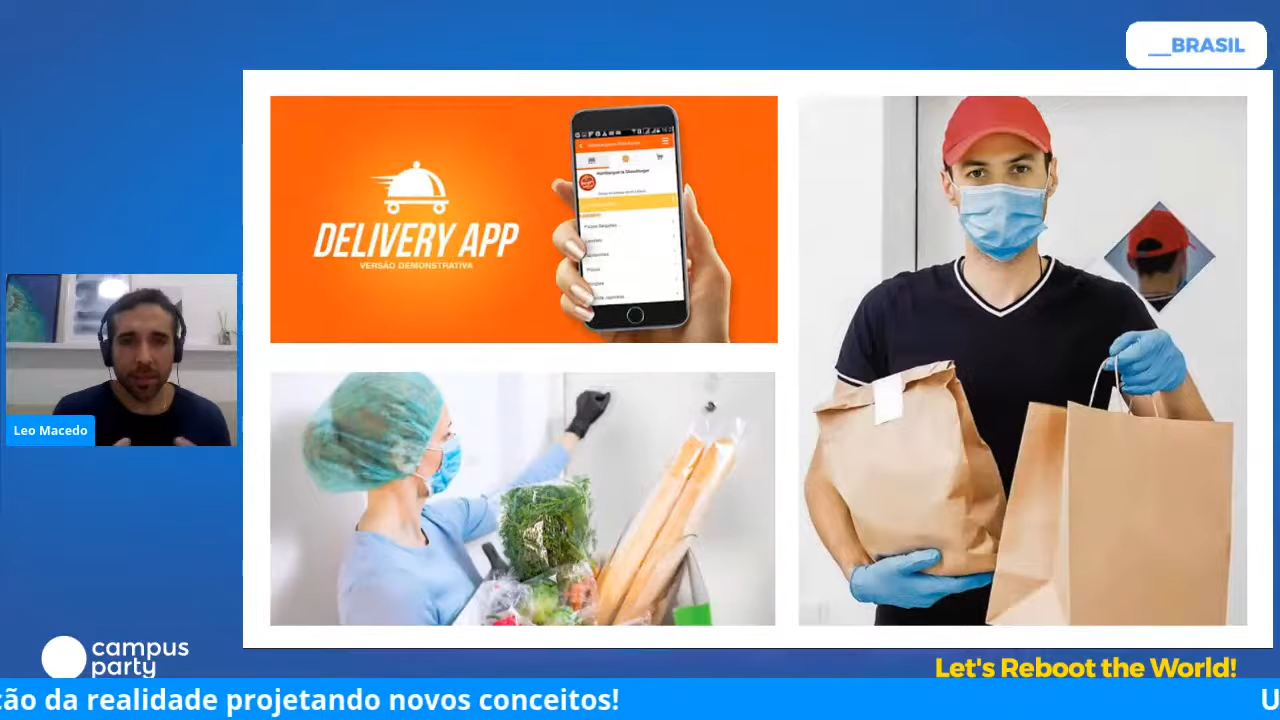 __BRASIL
DELIVERY APP
VERSÃO DEMONSTRATIVA
Leo Macedo
campus
party
Let's Reboot the World!
ção da realidade projetando novos conceitos!
U